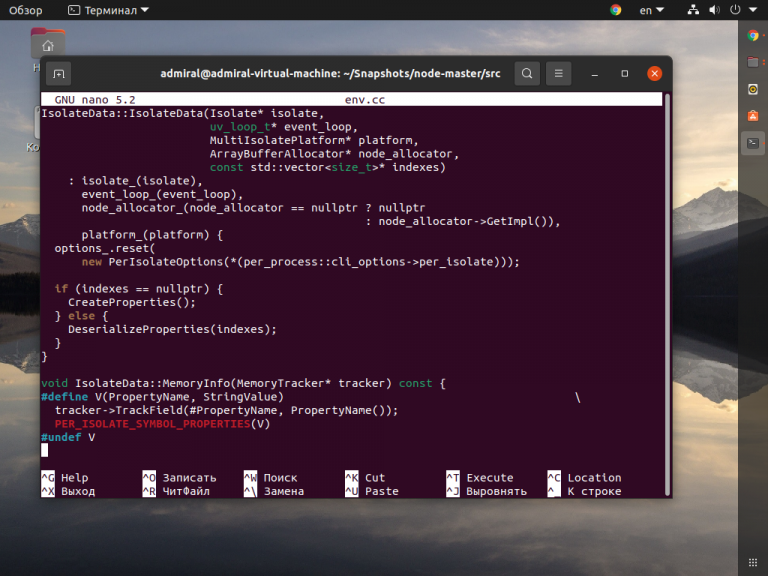 Обзор
Терминал
en
admiral@admiral-virtual-machine: ~/Snapshots/node-master/src
GNU nano 5.2 env.cc
IsolateData::IsolateData(Isolate* isolate,
uv_loop_t* event_loop,
MultiIsolatePlatform* platform,
ArrayBufferAllocator* node_allocator,
const std::vector<size_t>* indexes)
: isolate_(isolate),
event_loop_(event_loop),
node_allocator_(node_allocator == nullptr ? nullptr
: node_allocator->GetImpl()),
platform_(platform) {
options_.reset(
new PerIsolateOptions(*(per_process::cli_options->per_isolate)));
if (indexes == nullptr) {
CreateProperties();
} else {
DeserializeProperties(indexes);
}
}
void IsolateData::MemoryInfo(MemoryTracker* tracker) const {
#define V(PropertyName, StringValue) \
tracker->TrackField(#PropertyName, PropertyName());
PER_ISOLATE_SYMBOL_PROPERTIES(V)
#undef V
^G Help ^O Записать ^W Поиск ^K Cut ^T Execute ^C Location
^X Выход ^R ЧитФайл ^\ Замена ^U Paste ^J Выровнять ^_ К строке